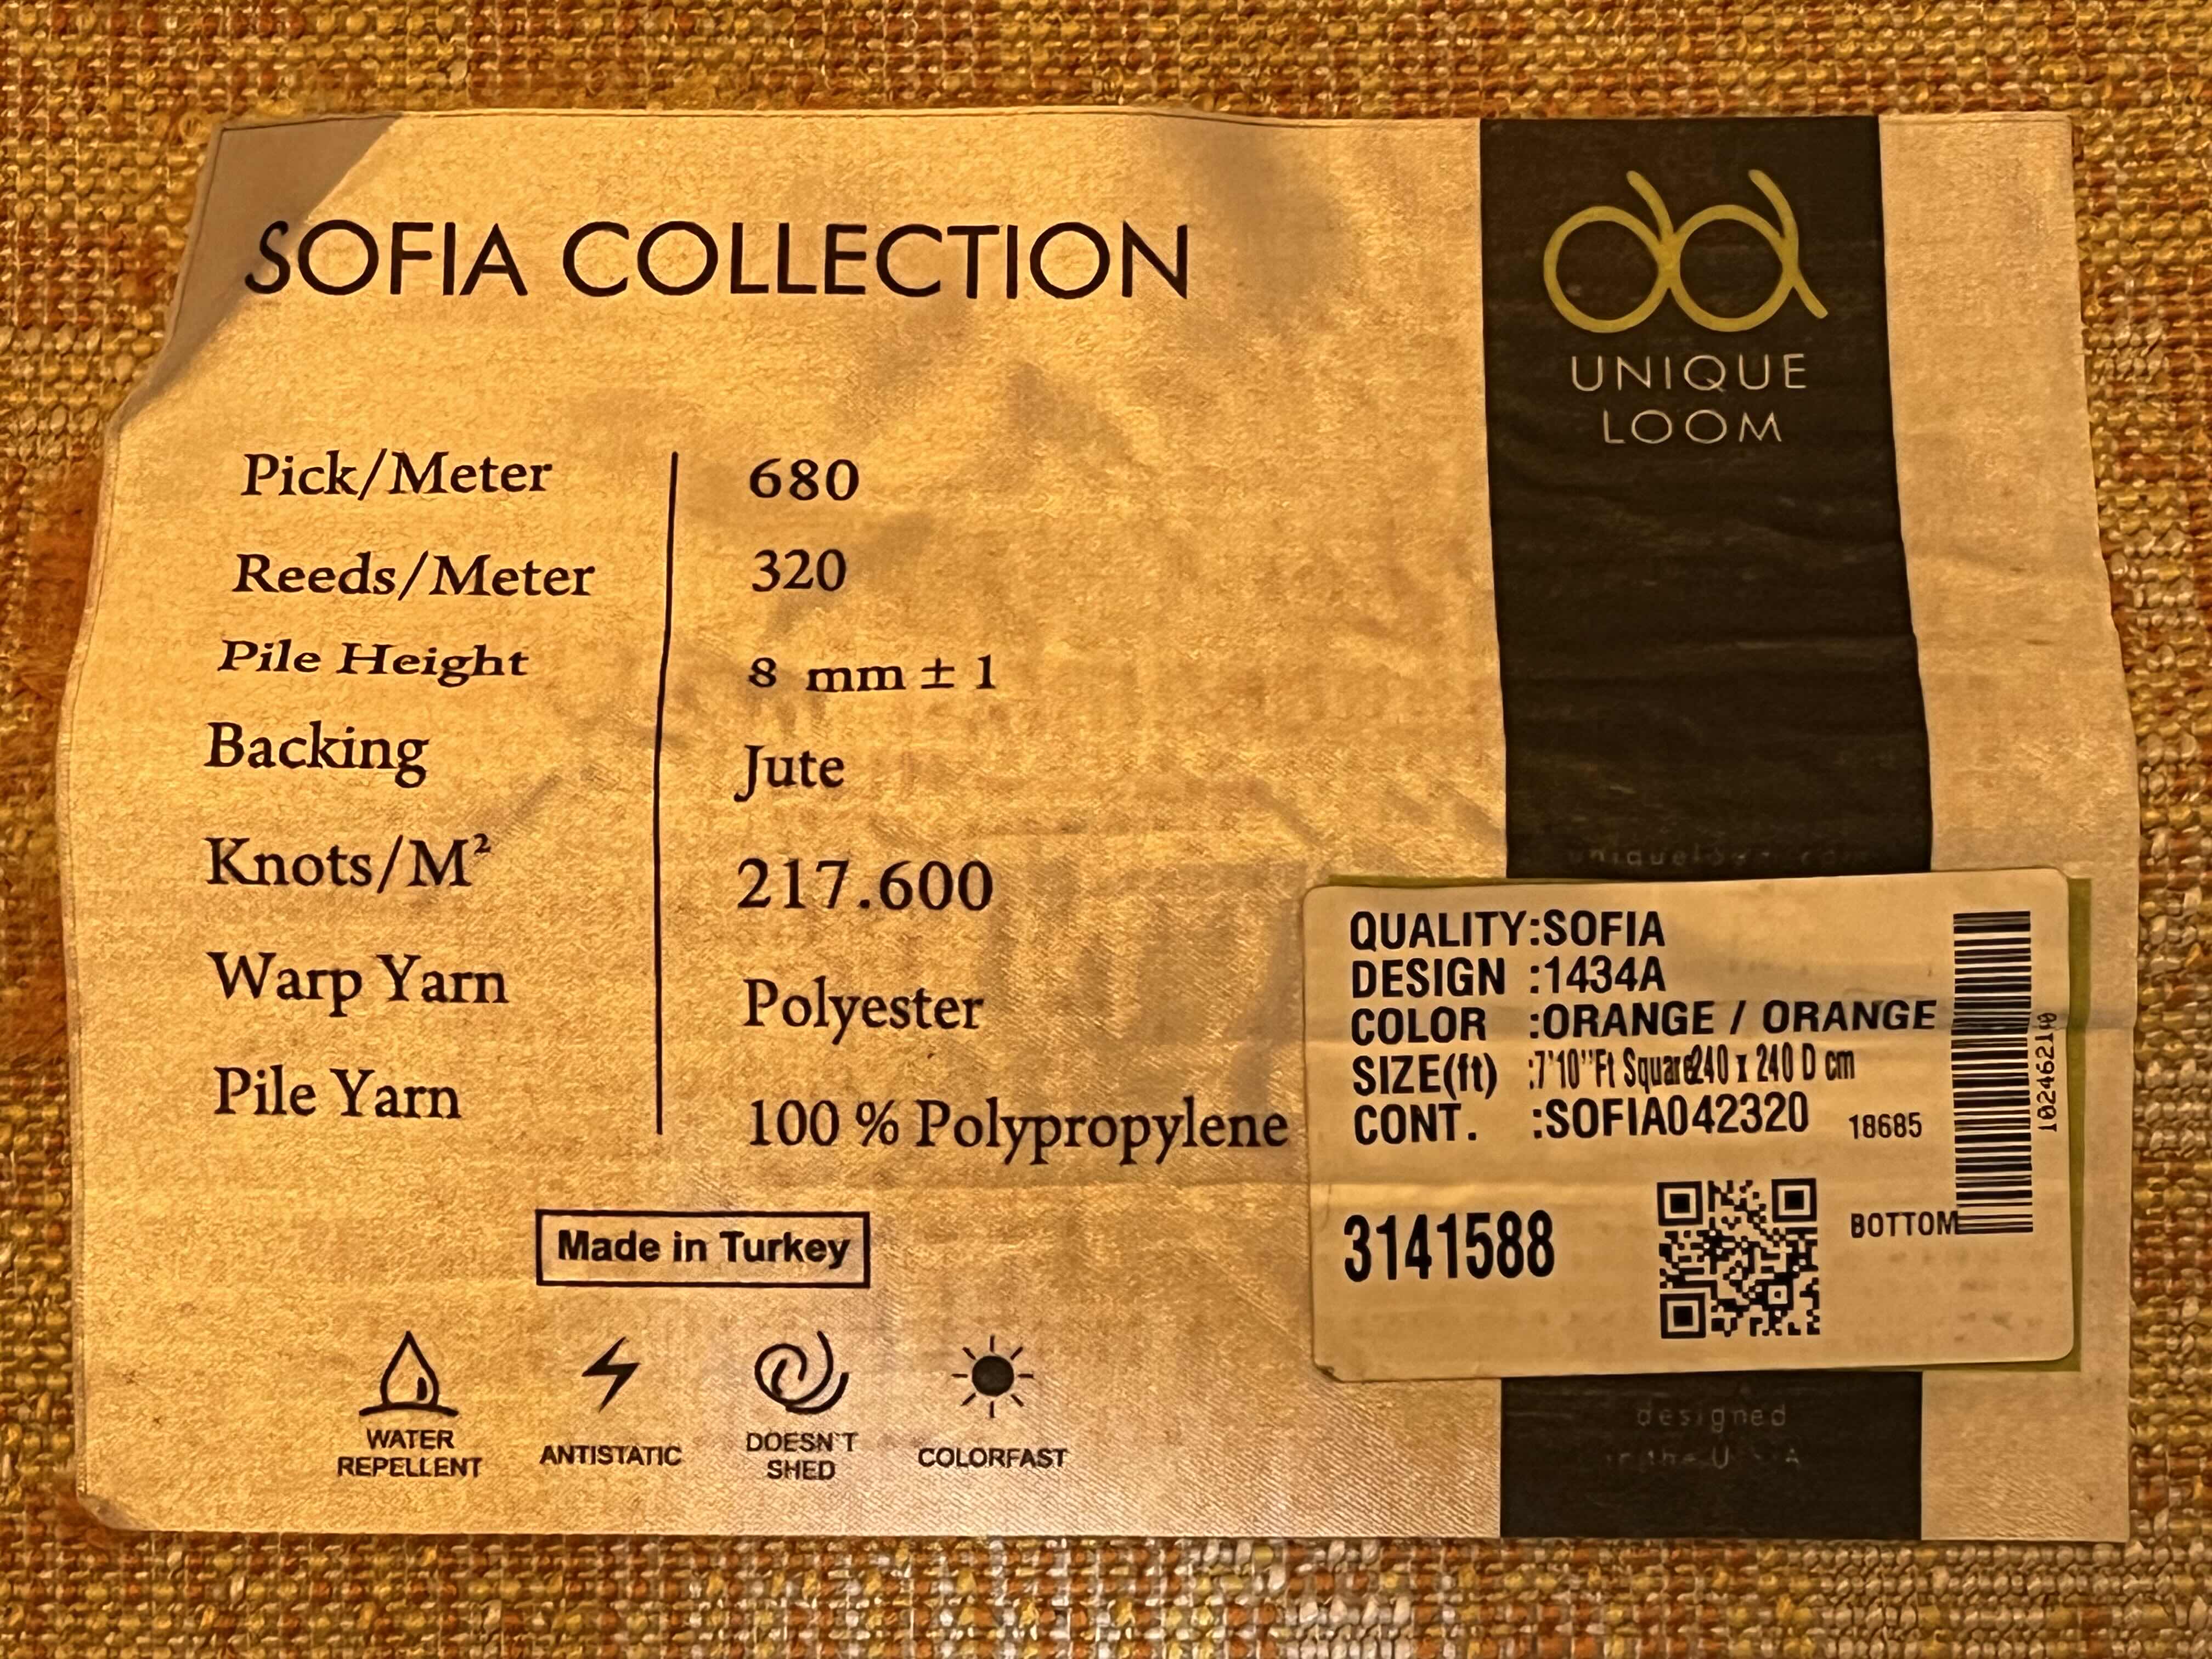 SOFIA COLLECTION
Pick/Meter 680
Reeds/Meter 320
Pile Height 8 mm ± 1
Backing Jute
Knots/M² 217.600
Warp Yarn Polyester
Pile Yarn 100 % Polypropylene
Made in Turkey
WATER
REPELLENT
ANTISTATIC
DOESN'T
SHED
COLORFAST
UNIQUE
LOOM
QUALITY:SOFIA
DESIGN :1434A
COLOR :ORANGE / ORANGE
SIZE(ft) :7'10''Ft Square240 x 240 D cm
CONT. :SOFIA042320 18685
3141588
BOTTOM
designed
in the U